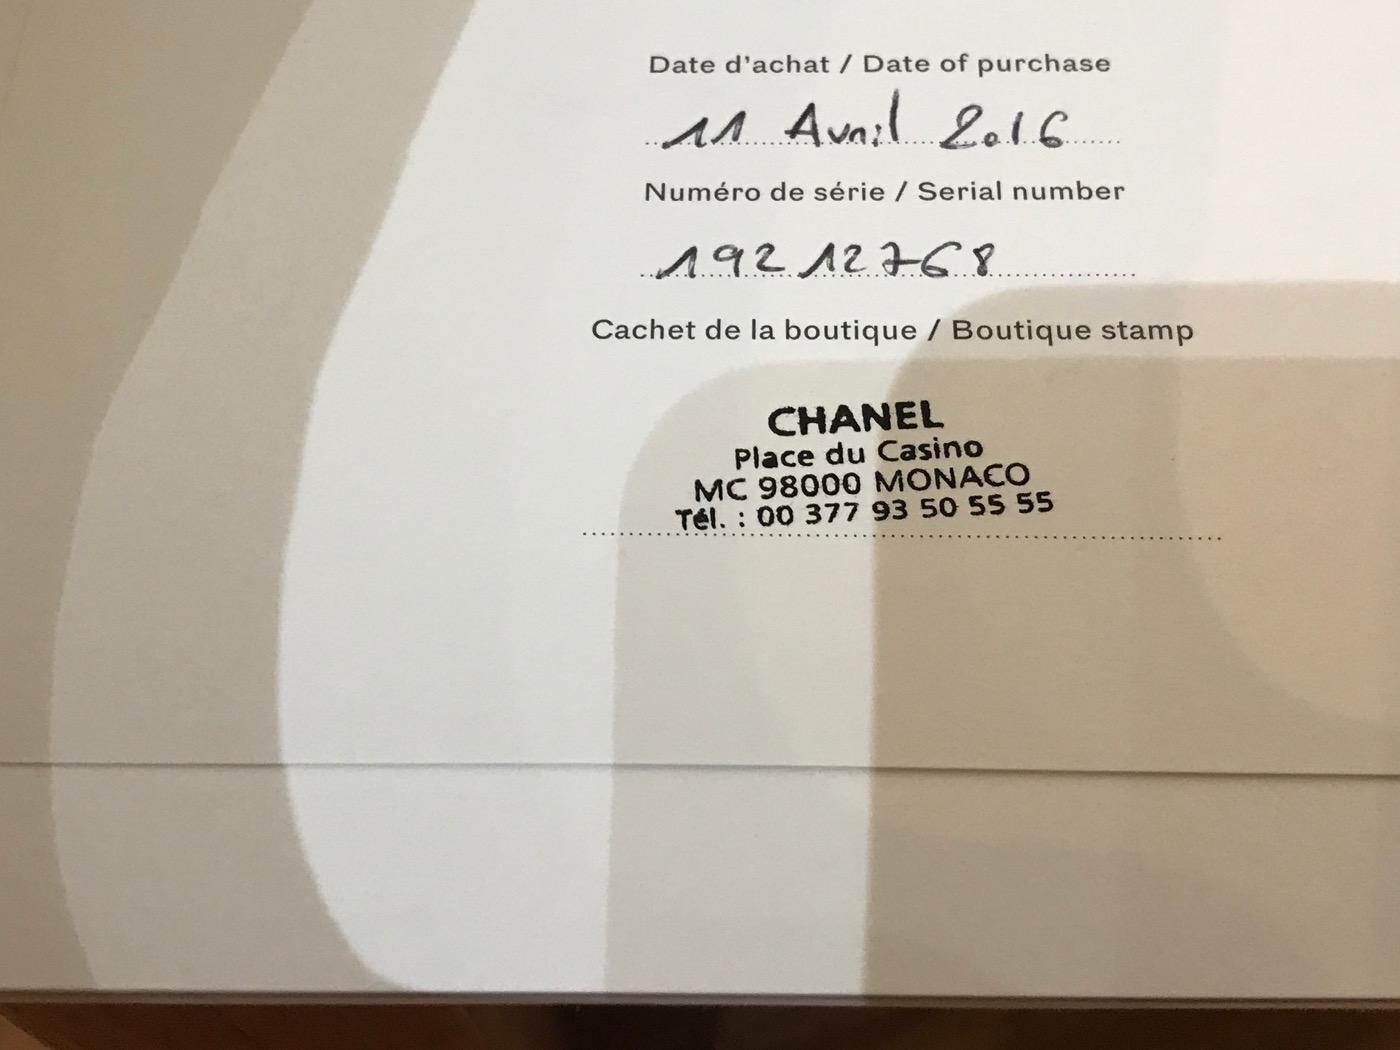 Date d'achat / Date of purchase
11 Avril 2016
Numéro de série / Serial number
19212768
Cachet de la boutique / Boutique stamp
CHANEL
Place du Casino
MC 98000 MONACO
Tél. : 00 377 93 50 55 55